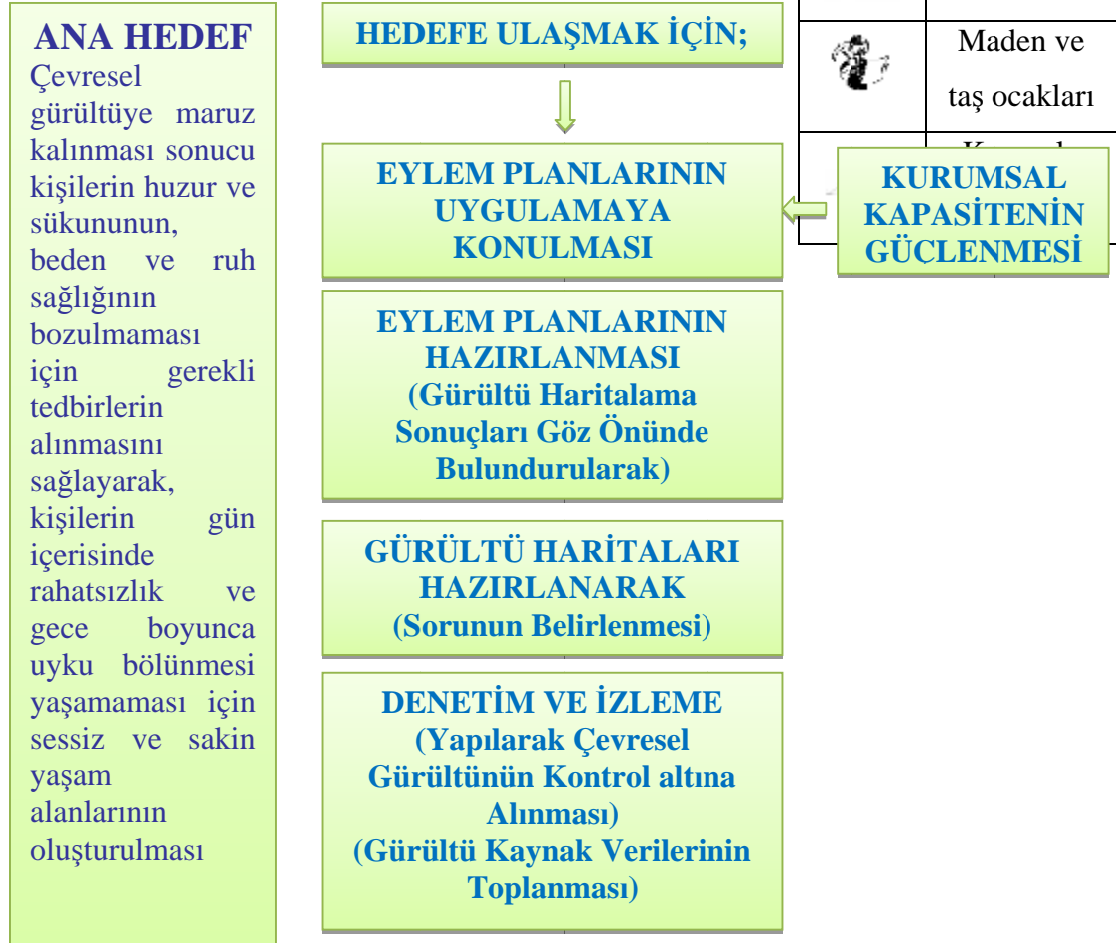 ANA HEDEF
Çevresel
gürültüye maruz
kalınması sonucu
kişilerin huzur ve
sükununun,
beden ve ruh
sağlığının
bozulmaması
için gerekli
tedbirlerin
alınmasını
sağlayarak,
kişilerin gün
içerisinde
rahatsızlık ve
gece boyunca
uyku bölünmesi
yaşamaması için
sessiz ve sakin
yaşam
alanlarının
oluşturulması
HEDEFE ULAŞMAK İÇİN;
EYLEM PLANLARININ
UYGULAMAYA
KONULMASI
EYLEM PLANLARININ
HAZIRLANMASI
(Gürültü Haritalama
Sonuçları Göz Önünde
Bulundurularak)
GÜRÜLTÜ HARİTALARI
HAZIRLANARAK
(Sorunun Belirlenmesi)
DENETİM VE İZLEME
(Yapılarak Çevresel
Gürültünün Kontrol altına
Alınması)
(Gürültü Kaynak Verilerinin
Toplanması)
Maden ve
taş ocakları
KURUMSAL
KAPASİTENİN
GÜÇLENMESİ